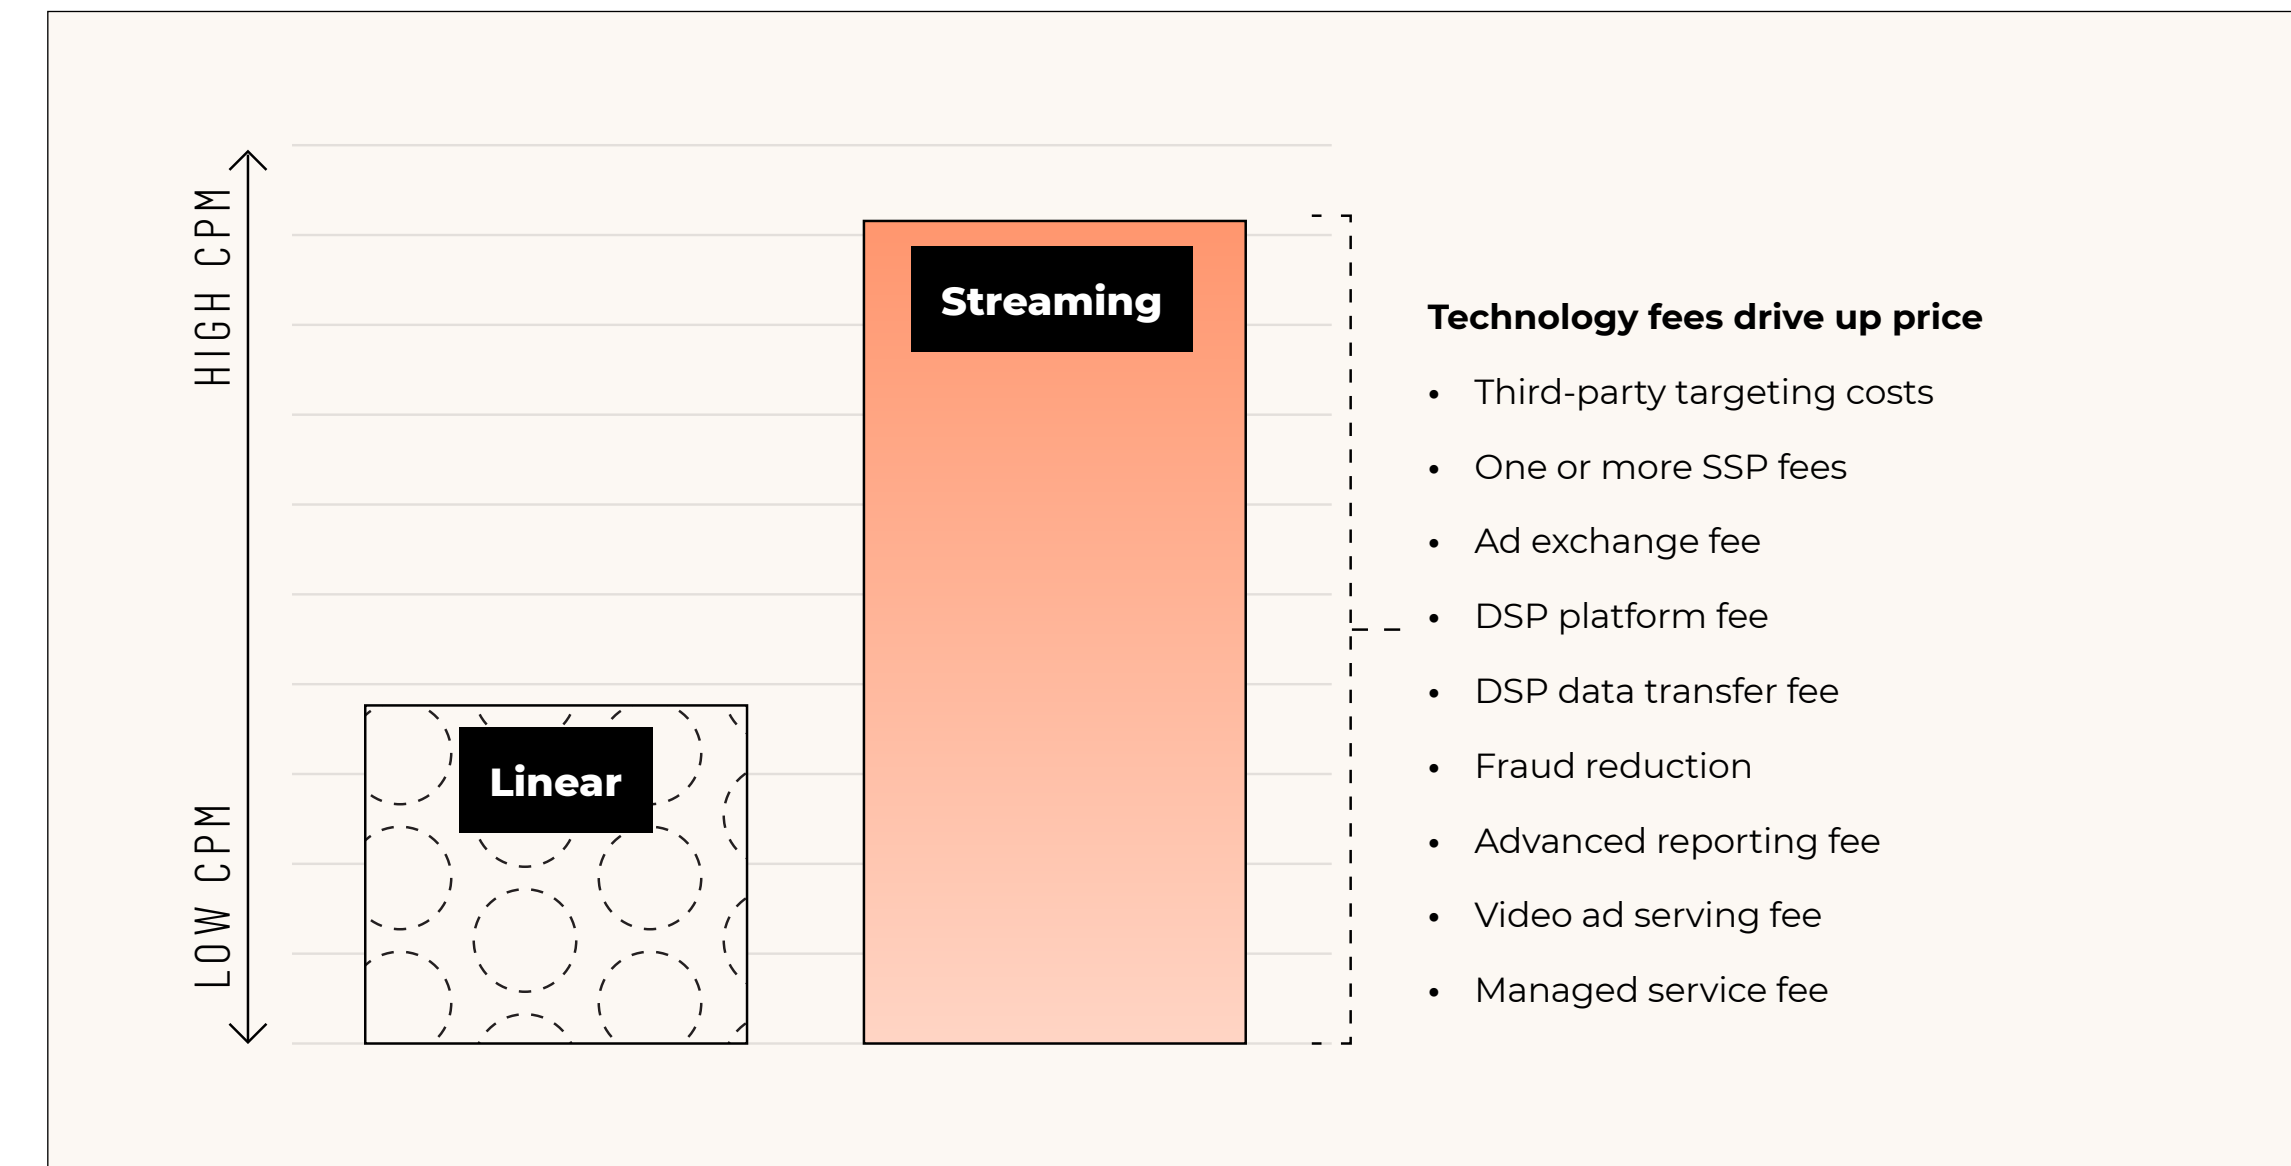 HIGH CPM
LOW CPM
Linear
Streaming
Technology fees drive up price
• Third-party targeting costs
• One or more SSP fees
• Ad exchange fee
• DSP platform fee
• DSP data transfer fee
• Fraud reduction
• Advanced reporting fee
• Video ad serving fee
• Managed service fee